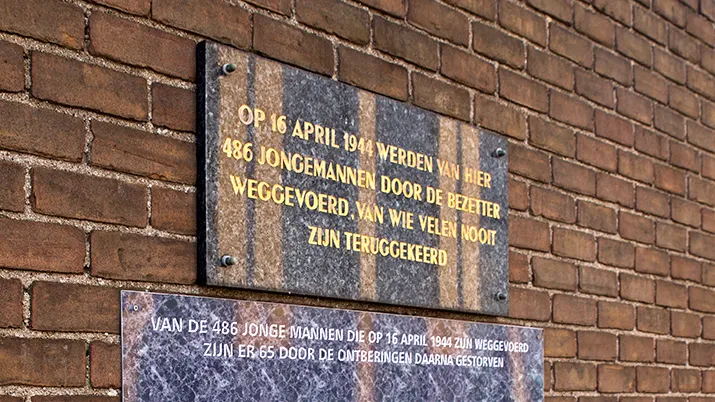 OP 16 APRIL 1944 WERDEN VAN HIER
486 JONGEMANNEN DOOR DE BEZETTER
WEGGEVOERD, VAN WIE VELEN NOOIT
ZIJN TERUGGEKEERD
VAN DE 486 JONGE MANNEN DIE OP 16 APRIL 1944 ZIJN WEGGEVOERD
ZIJN ER 65 DOOR DE ONTBERINGEN DAARNA GESTORVEN